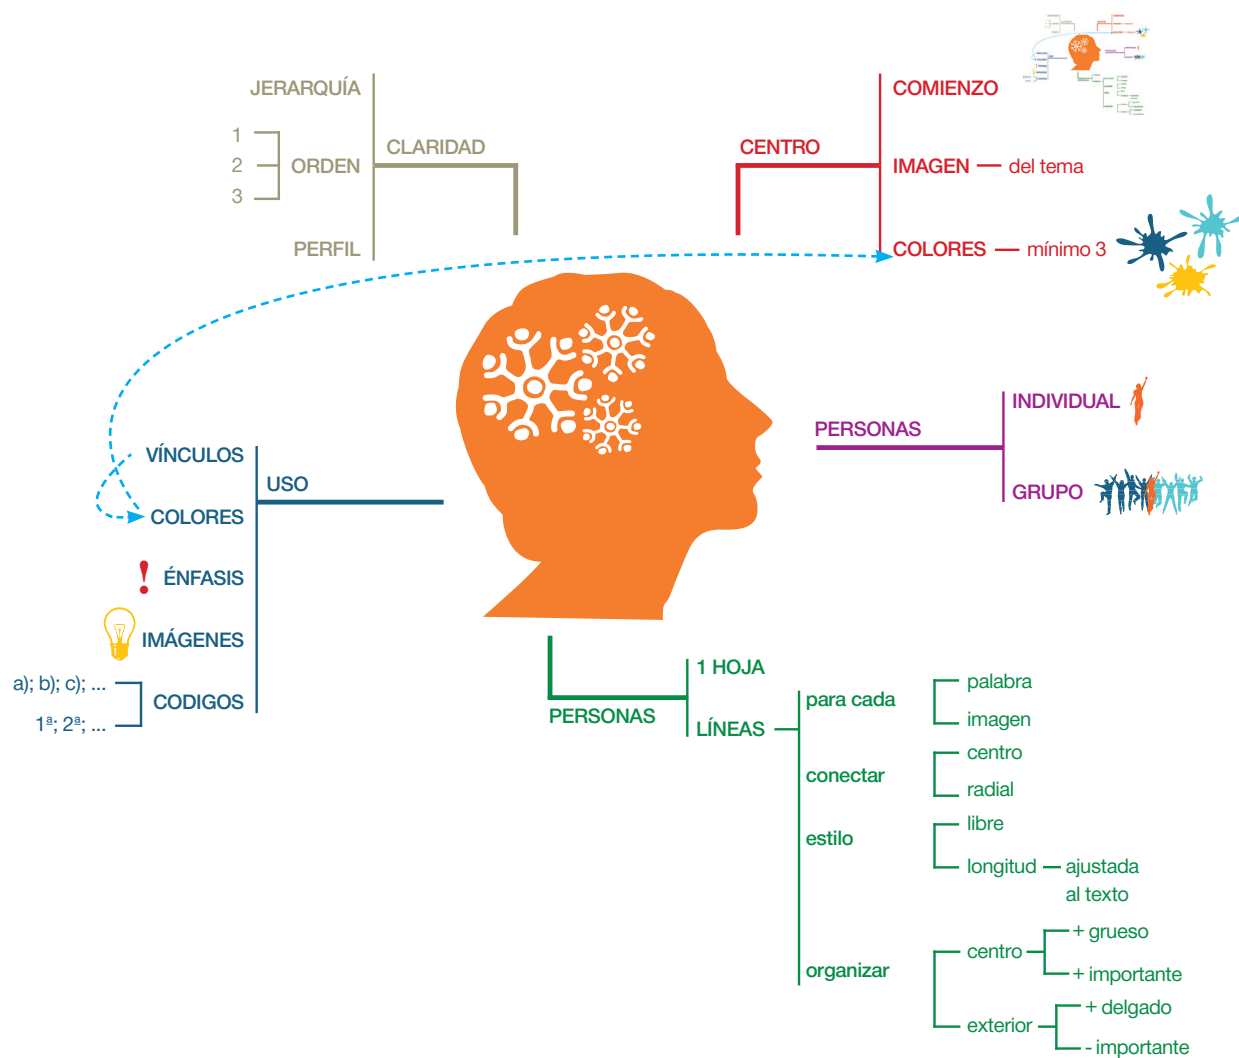 JERARQUÍA
1
2
3
ORDEN
PERFIL
CLARIDAD
CENTRO
COMIENZO
IMAGEN
del tema
COLORES
mínimo 3
PERSONAS
INDIVIDUAL
GRUPO
USO
VÍNCULOS
COLORES
!
ÉNFASIS
IMÁGENES
a); b); c); ...
1ª; 2ª; ...
CODIGOS
PERSONAS
1 HOJA
LÍNEAS
para cada
palabra
imagen
conectar
centro
radial
estilo
libre
longitud
ajustada
al texto
organizar
centro
+ grueso
+ importante
exterior
+ delgado
- importante